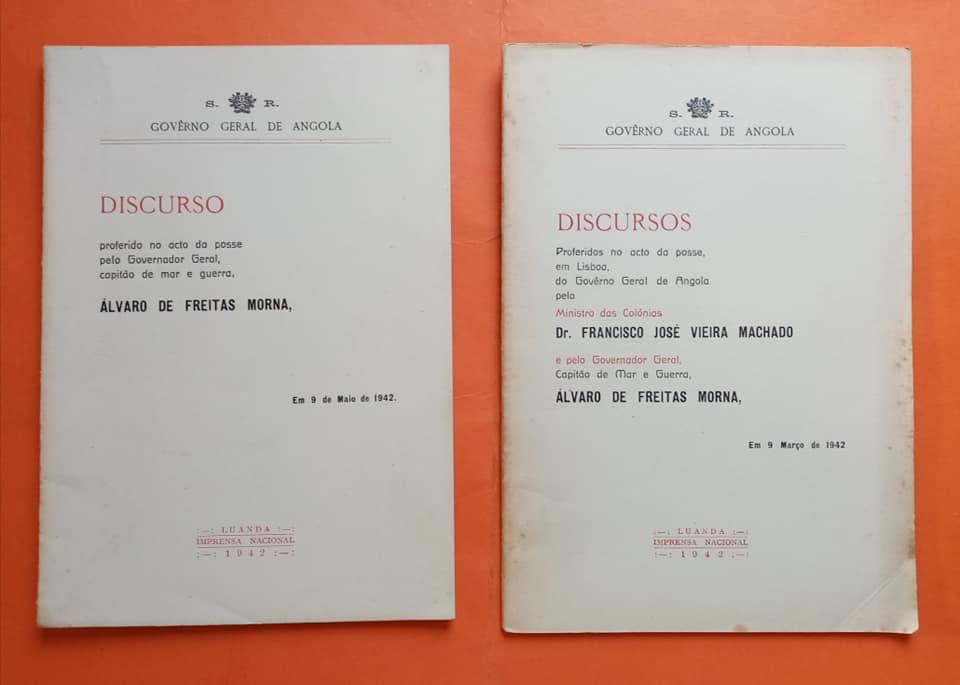 S. R.
GOVÊRNO GERAL DE ANGOLA
DISCURSO
proferido no acto da posse
pelo Governador Geral,
capitão de mar e guerra,
ÁLVARO DE FREITAS MORNA,
Em 9 de Maio de 1942.
:—: LUANDA :—:
IMPRENSA NACIONAL
:—: 1942 :—:
S. R.
GOVÊRNO GERAL DE ANGOLA
DISCURSOS
Proferidos no acto da posse,
em Lisboa,
do Govêrno Geral de Angola
pelo
Ministro das Colónias
Dr. FRANCISCO JOSÉ VIEIRA MACHADO
e pelo Governador Geral,
Capitão de Mar e Guerra,
ÁLVARO DE FREITAS MORNA,
Em 9 Março de 1942
:—: LUANDA :—:
IMPRENSA NACIONAL
:—: 1942 :—: